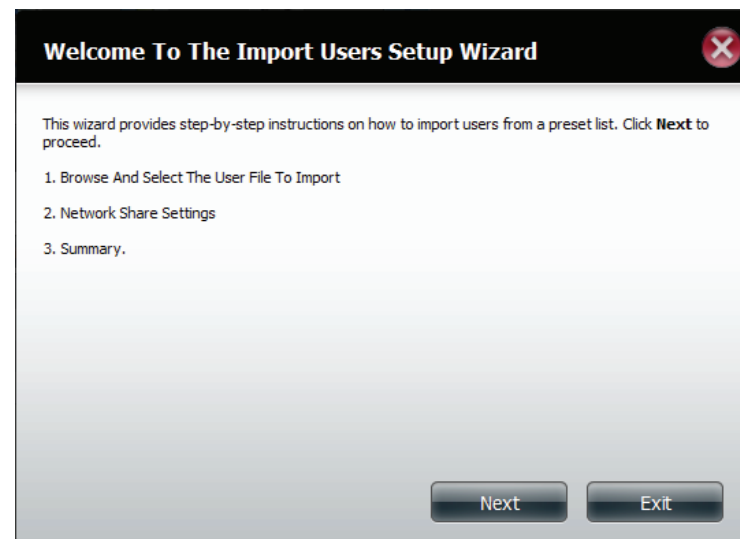 Welcome To The Import Users Setup Wizard
This wizard provides step-by-step instructions on how to import users from a preset list. Click Next to
proceed.
1. Browse And Select The User File To Import
2. Network Share Settings
3. Summary.
Next
Exit